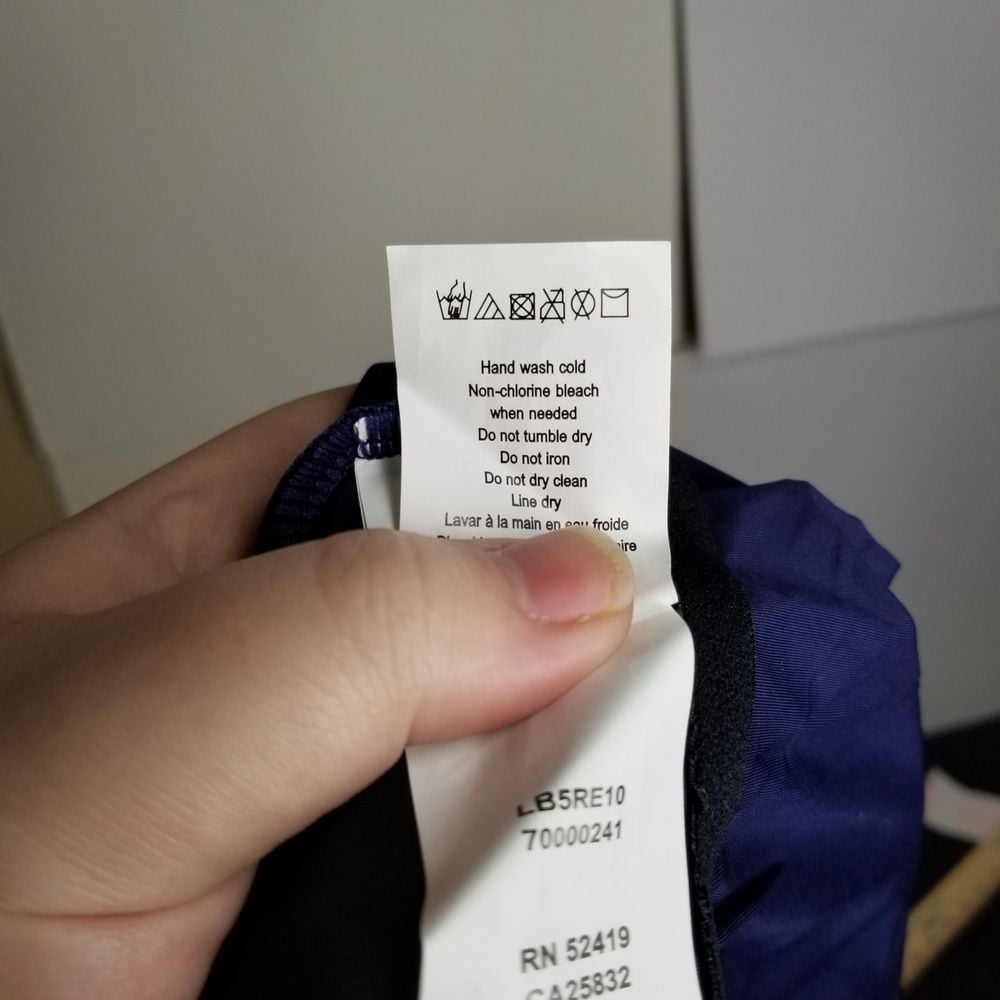 Hand wash cold
Non-chlorine bleach
when needed
Do not tumble dry
Do not iron
Do not dry clean
Line dry
Lavar à la main en eau froide
LB5RE10
70000241
RN 52419
CA25832